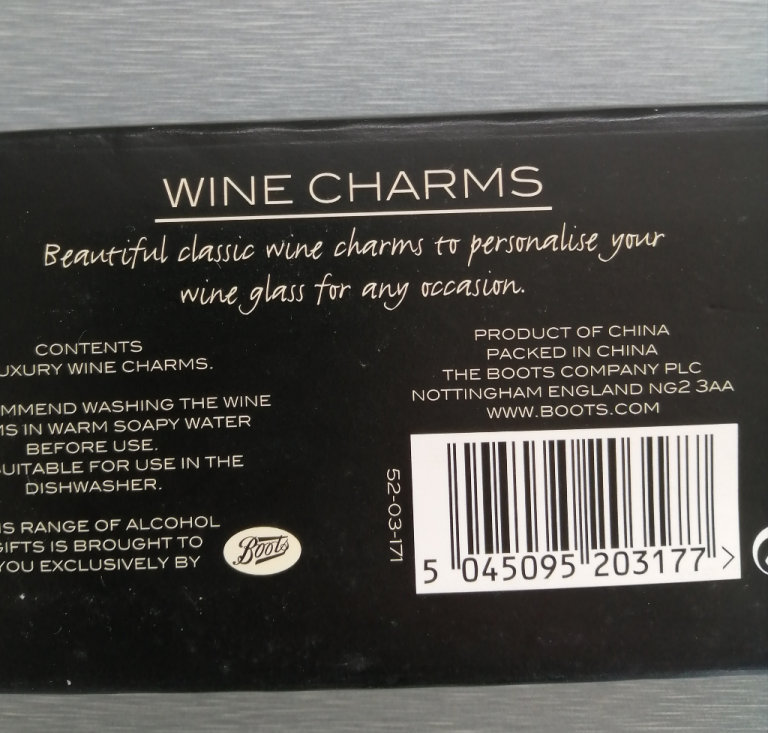 WINE CHARMS
Beautiful classic wine charms to personalise your
wine glass for any occasion.
CONTENTS
UXURY WINE CHARMS.
MMEND WASHING THE WINE
MS IN WARM SOAPY WATER
BEFORE USE.
UITABLE FOR USE IN THE
DISHWASHER.
IS RANGE OF ALCOHOL
GIFTS IS BROUGHT TO
YOU EXCLUSIVELY BY
Boots
PRODUCT OF CHINA
PACKED IN CHINA
THE BOOTS COMPANY PLC
NOTTINGHAM ENGLAND NG2 3AA
WWW.BOOTS.COM
52-03-171
5 045095 203177 >